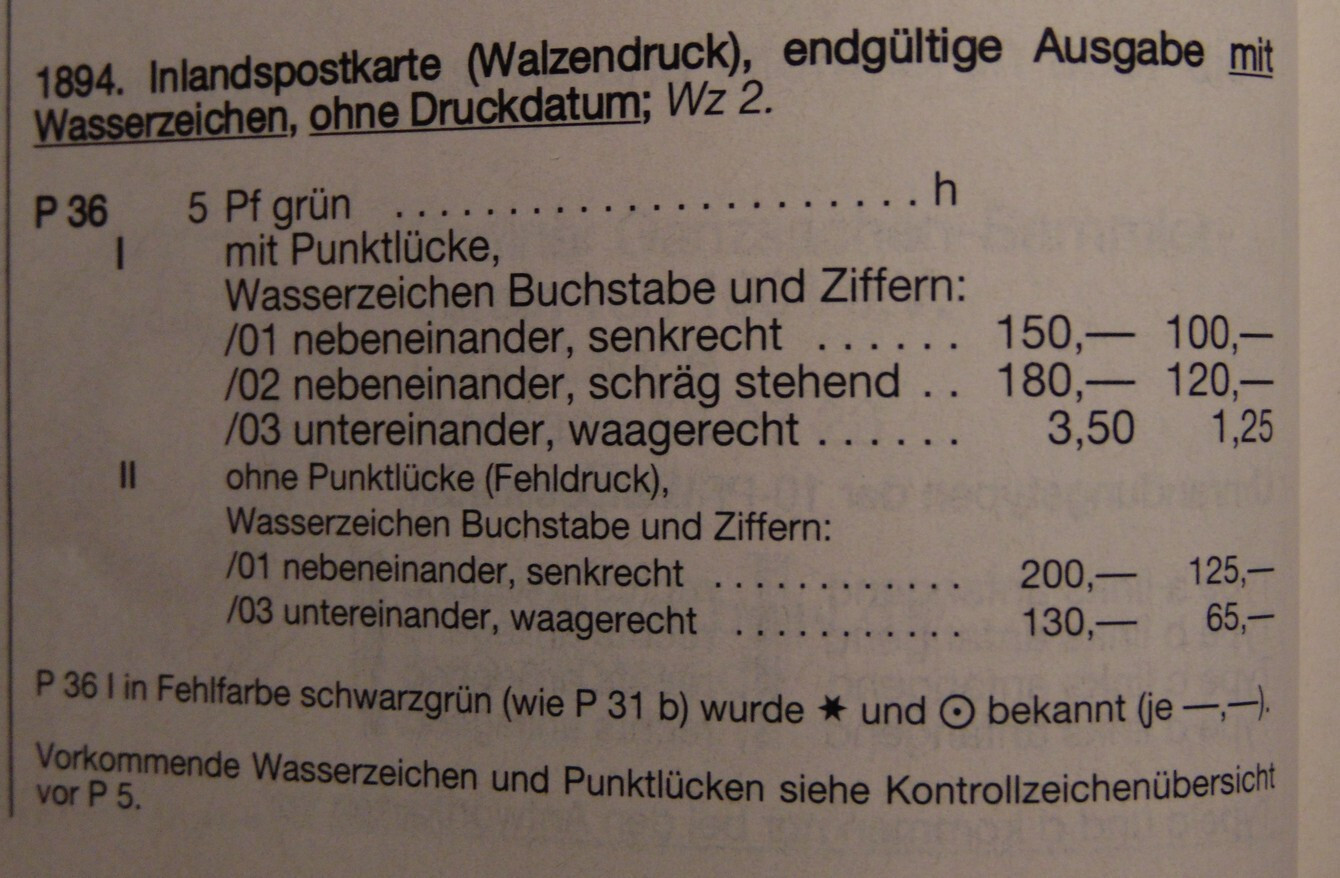 1894. Inlandspostkarte (Walzendruck), endgültige Ausgabe mit
Wasserzeichen, ohne Druckdatum; Wz 2.
P 36 5 Pf grün ...................... h
I mit Punktlücke,
Wasserzeichen Buchstabe und Ziffern:
/01 nebeneinander, senkrecht ...... 150,— 100,—
/02 nebeneinander, schräg stehend .. 180,— 120,—
/03 untereinander, waagerecht ...... 3,50 1,25
II ohne Punktlücke (Fehldruck),
Wasserzeichen Buchstabe und Ziffern:
/01 nebeneinander, senkrecht ............ 200,— 125,—
/03 untereinander, waagerecht ........... 130,— 65,—
P 36 I in Fehlfarbe schwarzgrün (wie P 31 b) wurde ★ und ⊙ bekannt (je —,—).
Vorkommende Wasserzeichen und Punktlücken siehe Kontrollzeichenübersicht
vor P 5.